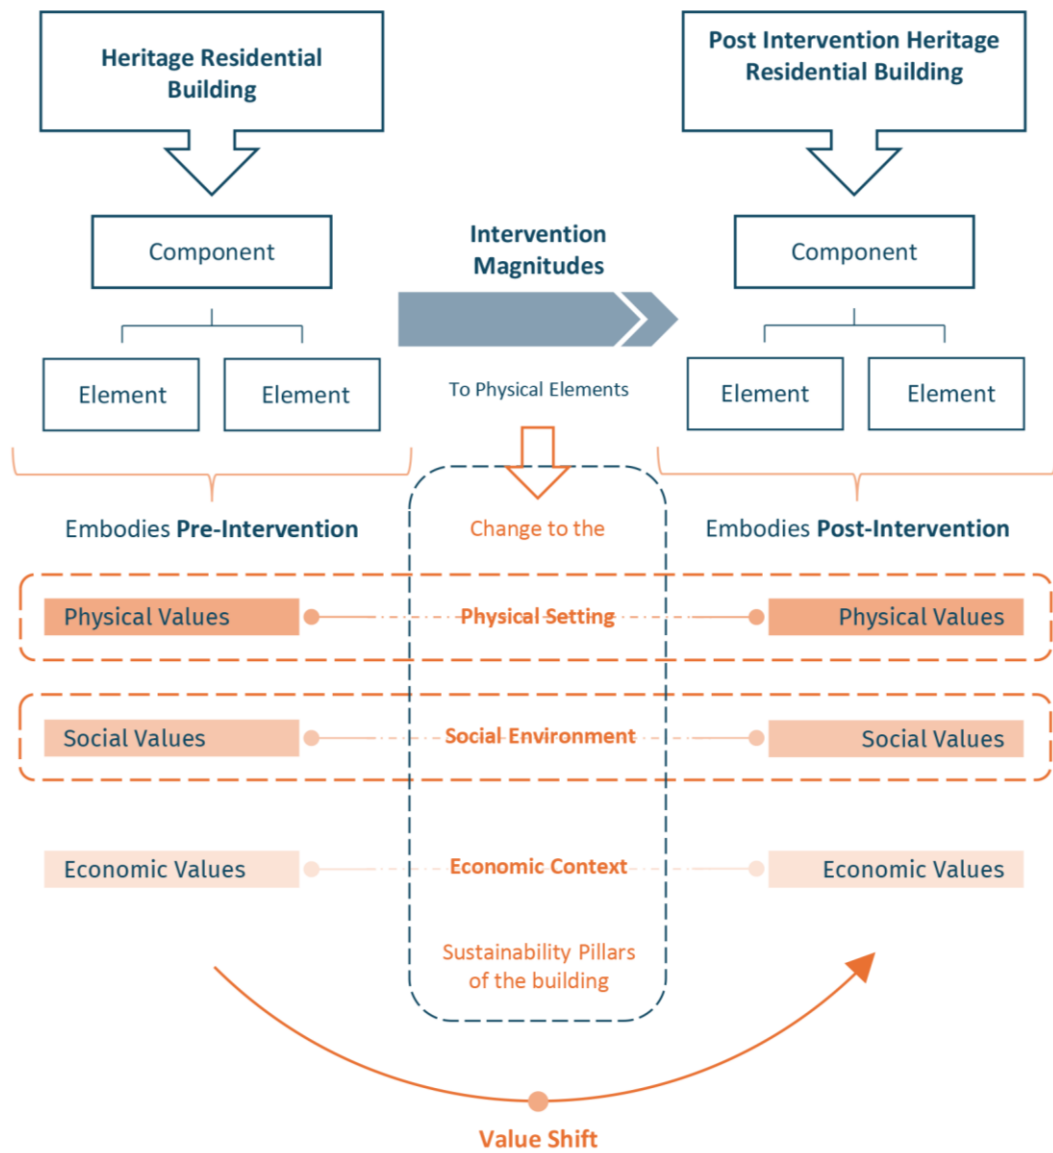 Heritage Residential
Building
Post Intervention Heritage
Residential Building
Component
Intervention
Magnitudes
Component
Element
Element
To Physical Elements
Element
Element
Embodies Pre-Intervention
Change to the
Embodies Post-Intervention
Physical Values
Physical Setting
Physical Values
Social Values
Social Environment
Social Values
Economic Values
Economic Context
Economic Values
Sustainability Pillars
of the building
Value Shift